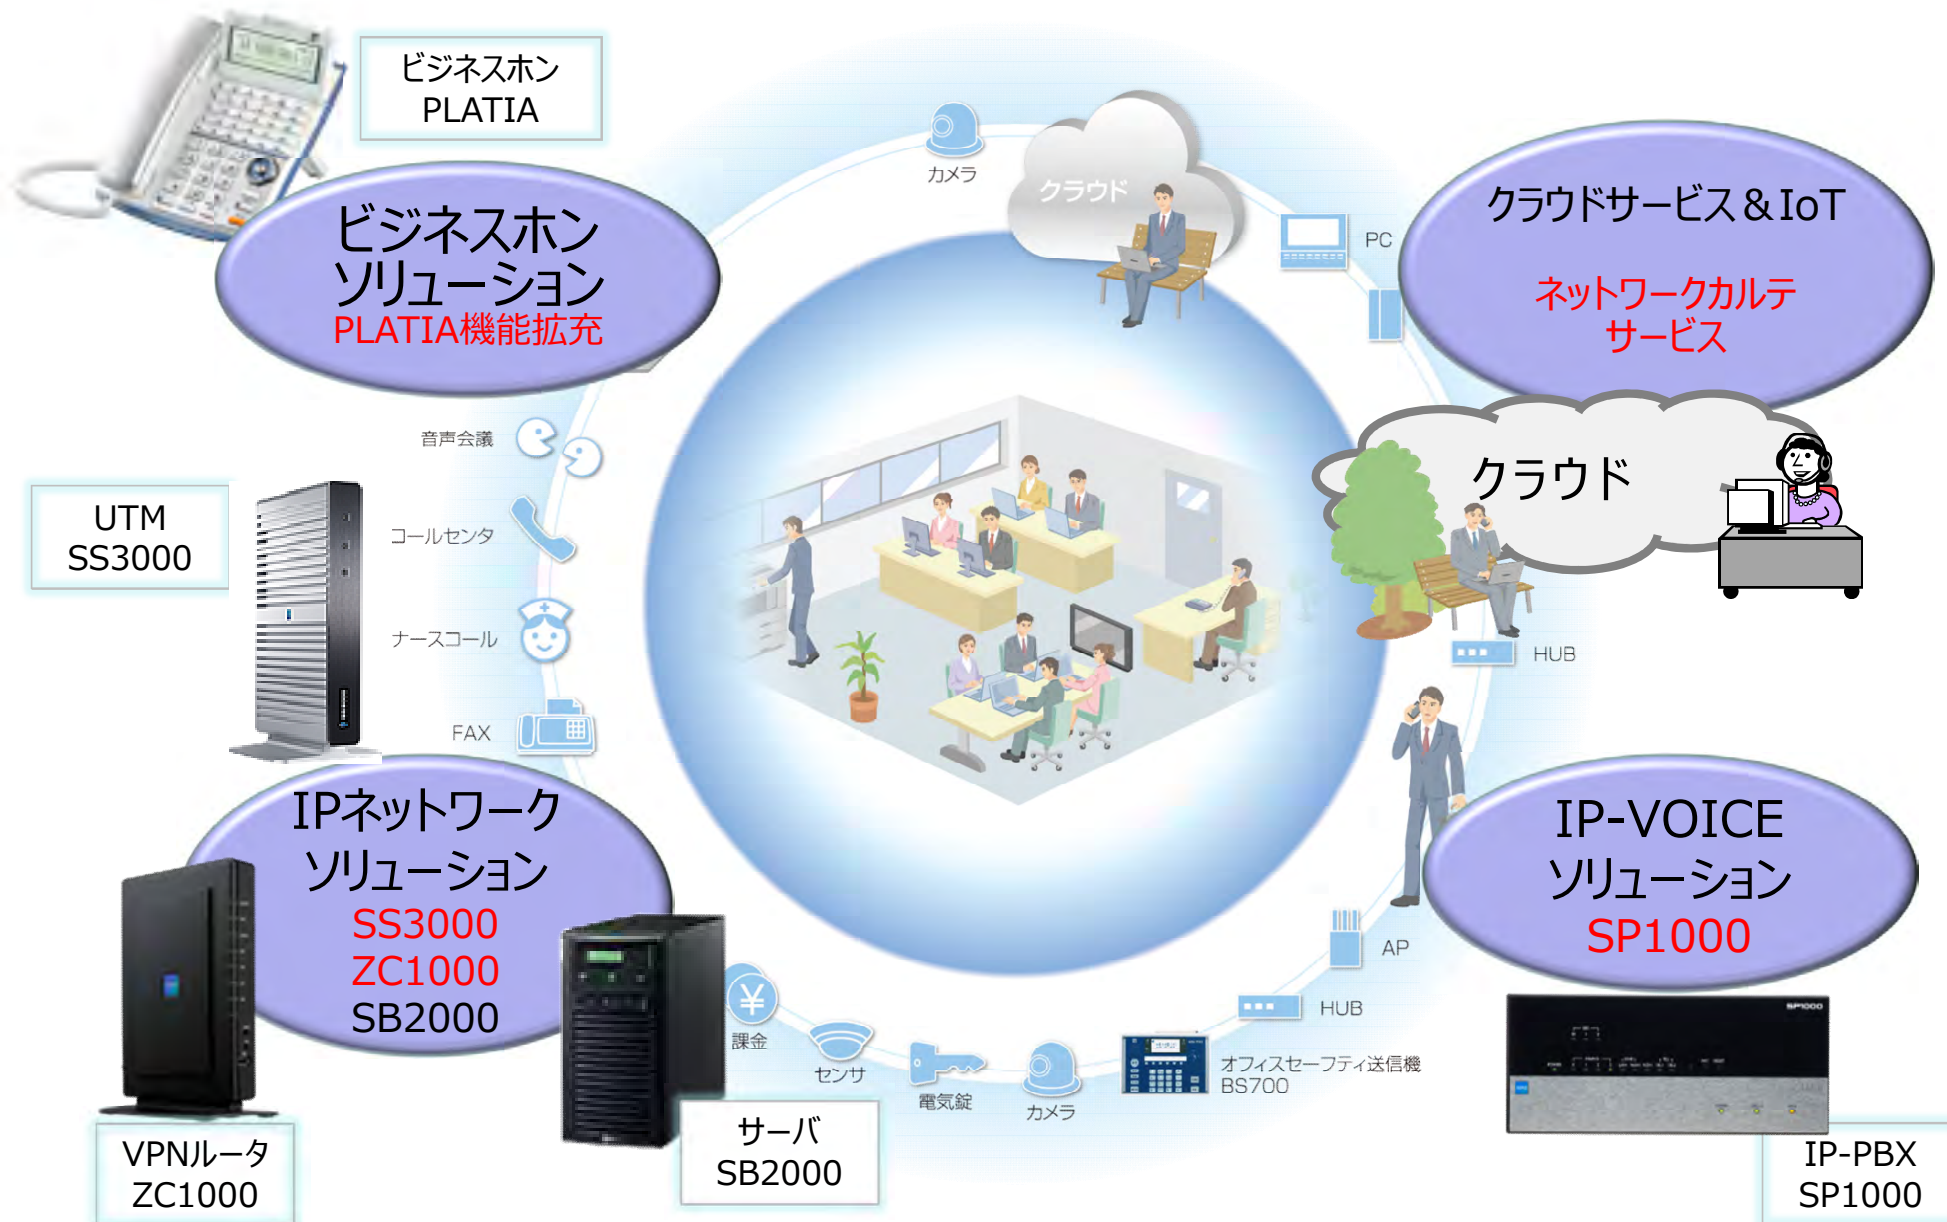 ビジネスホン
PLATIA
ビジネスホン
ソリューション
PLATIA機能拡充
カメラ
クラウド
PC
クラウドサービス＆IoT
ネットワークカルテ
サービス
クラウド
音声会議
コールセンタ
ナースコール
FAX
UTM
SS3000
HUB
IPネットワーク
ソリューション
SS3000
ZC1000
SB2000
IP-VOICE
ソリューション
SP1000
AP
HUB
オフィスセーフティ送信機
BS700
課金
センサ
電気錠
カメラ
SP1000
VPNルータ
ZC1000
サーバ
SB2000
IP-PBX
SP1000
¥